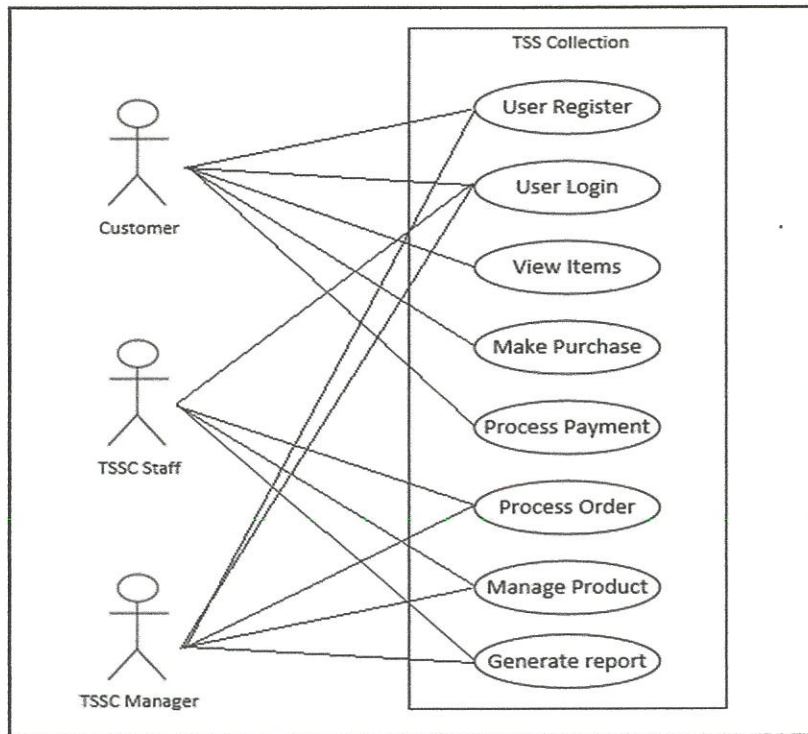 TSS Collection
User Register
User Login
View Items
Make Purchase
Process Payment
Process Order
Manage Product
Generate report
Customer
TSSC Staff
TSSC Manager